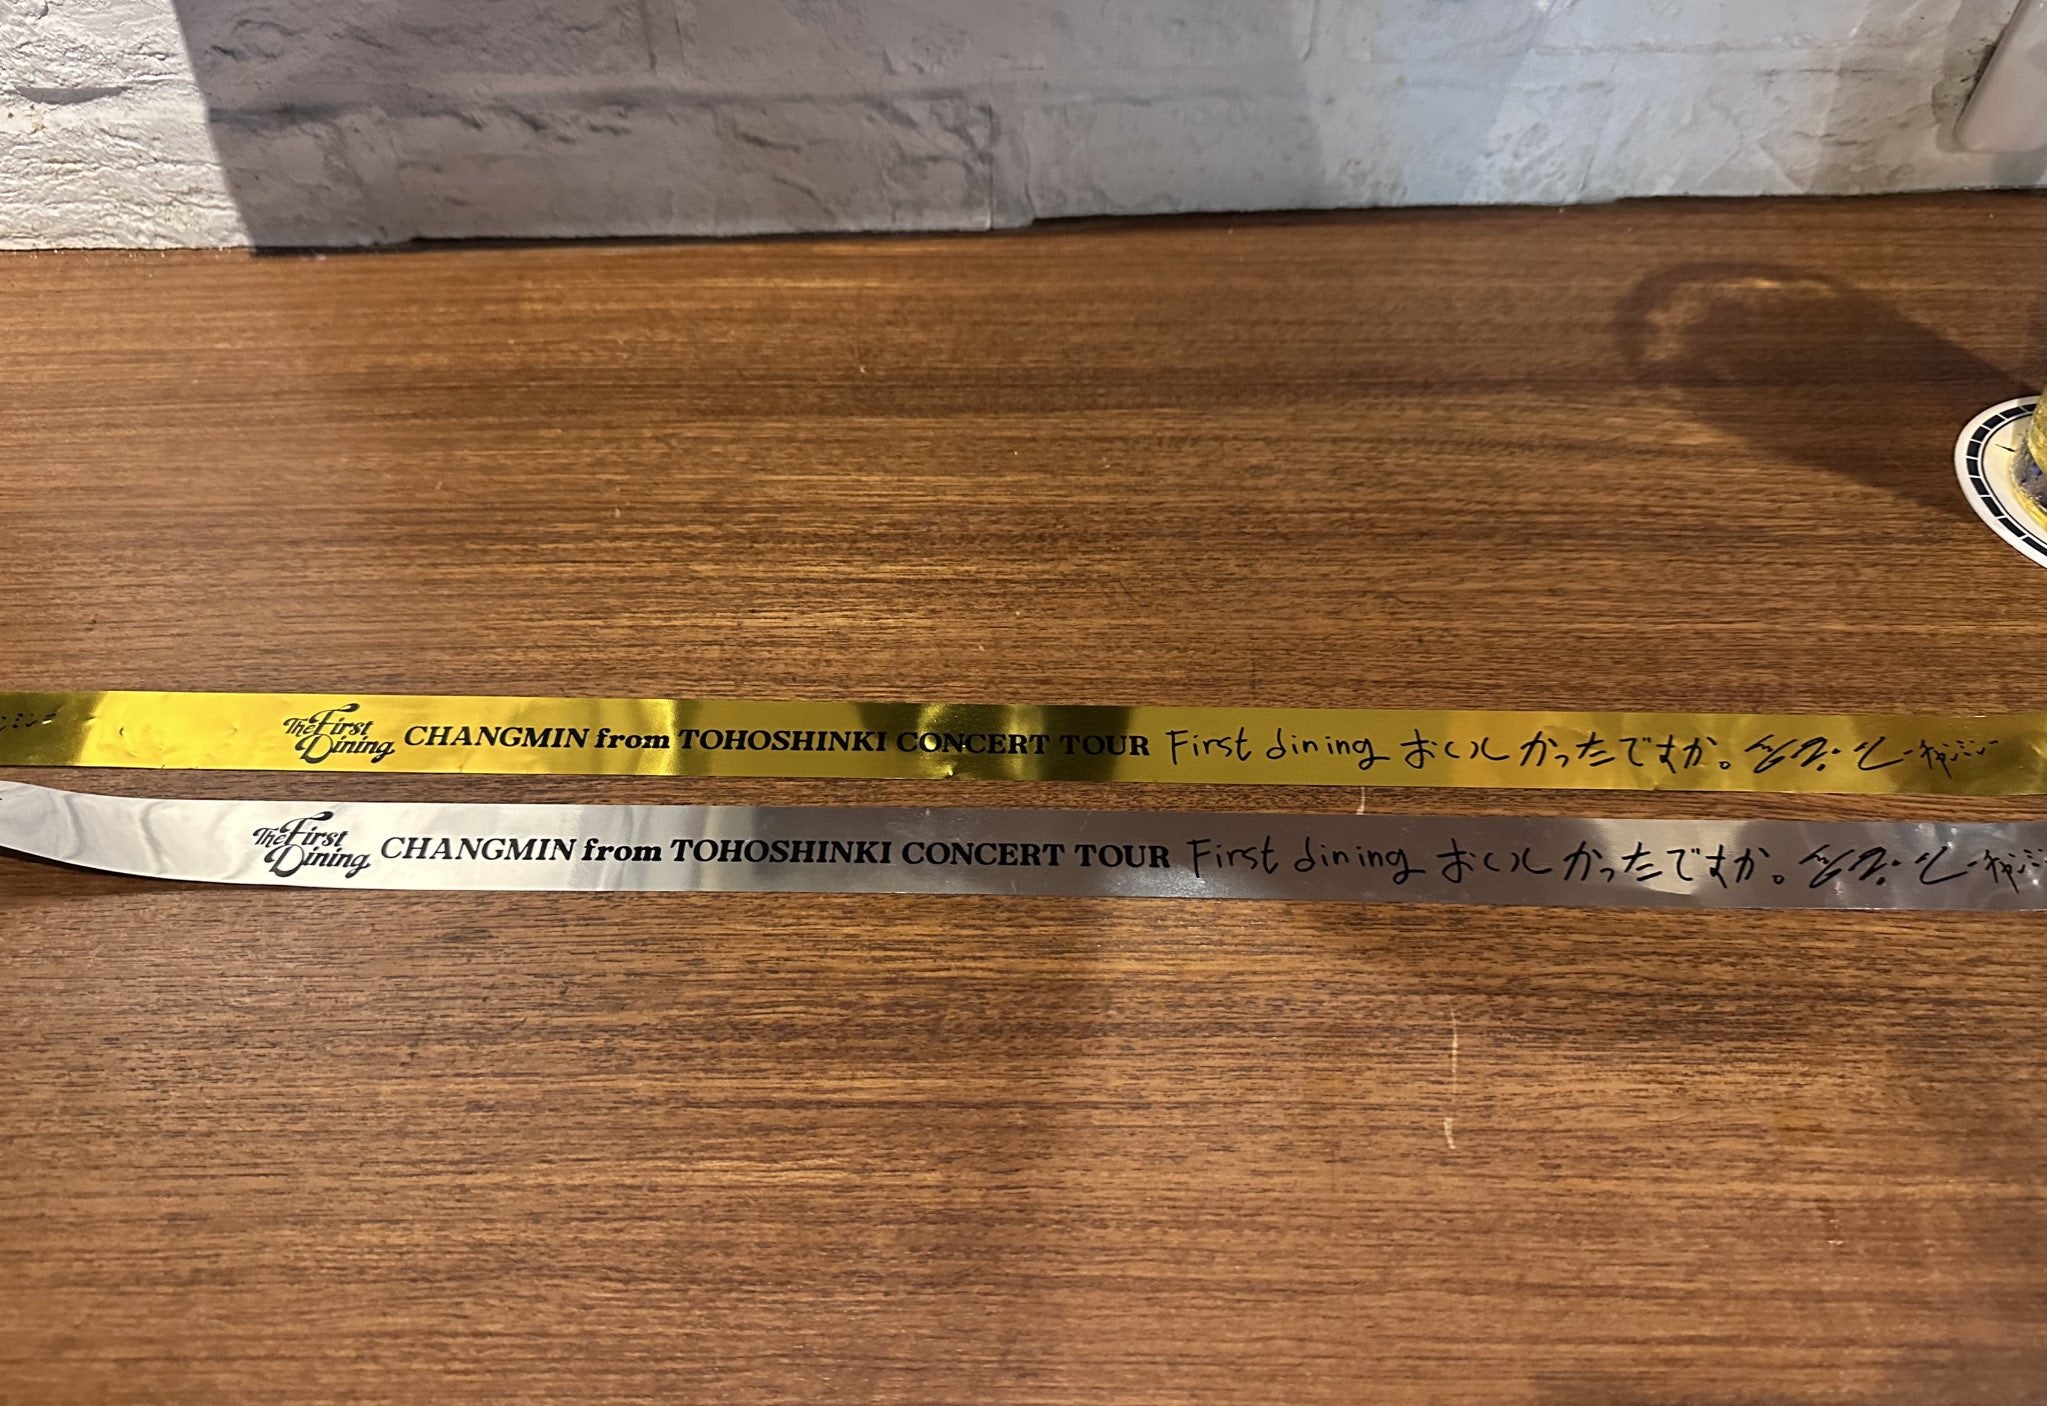 The First Dining CHANGMIN from TOHOSHINKI CONCERT TOUR First dining おいしかったですか。
The First Dining CHANGMIN from TOHOSHINKI CONCERT TOUR First dining おいしかったですか。